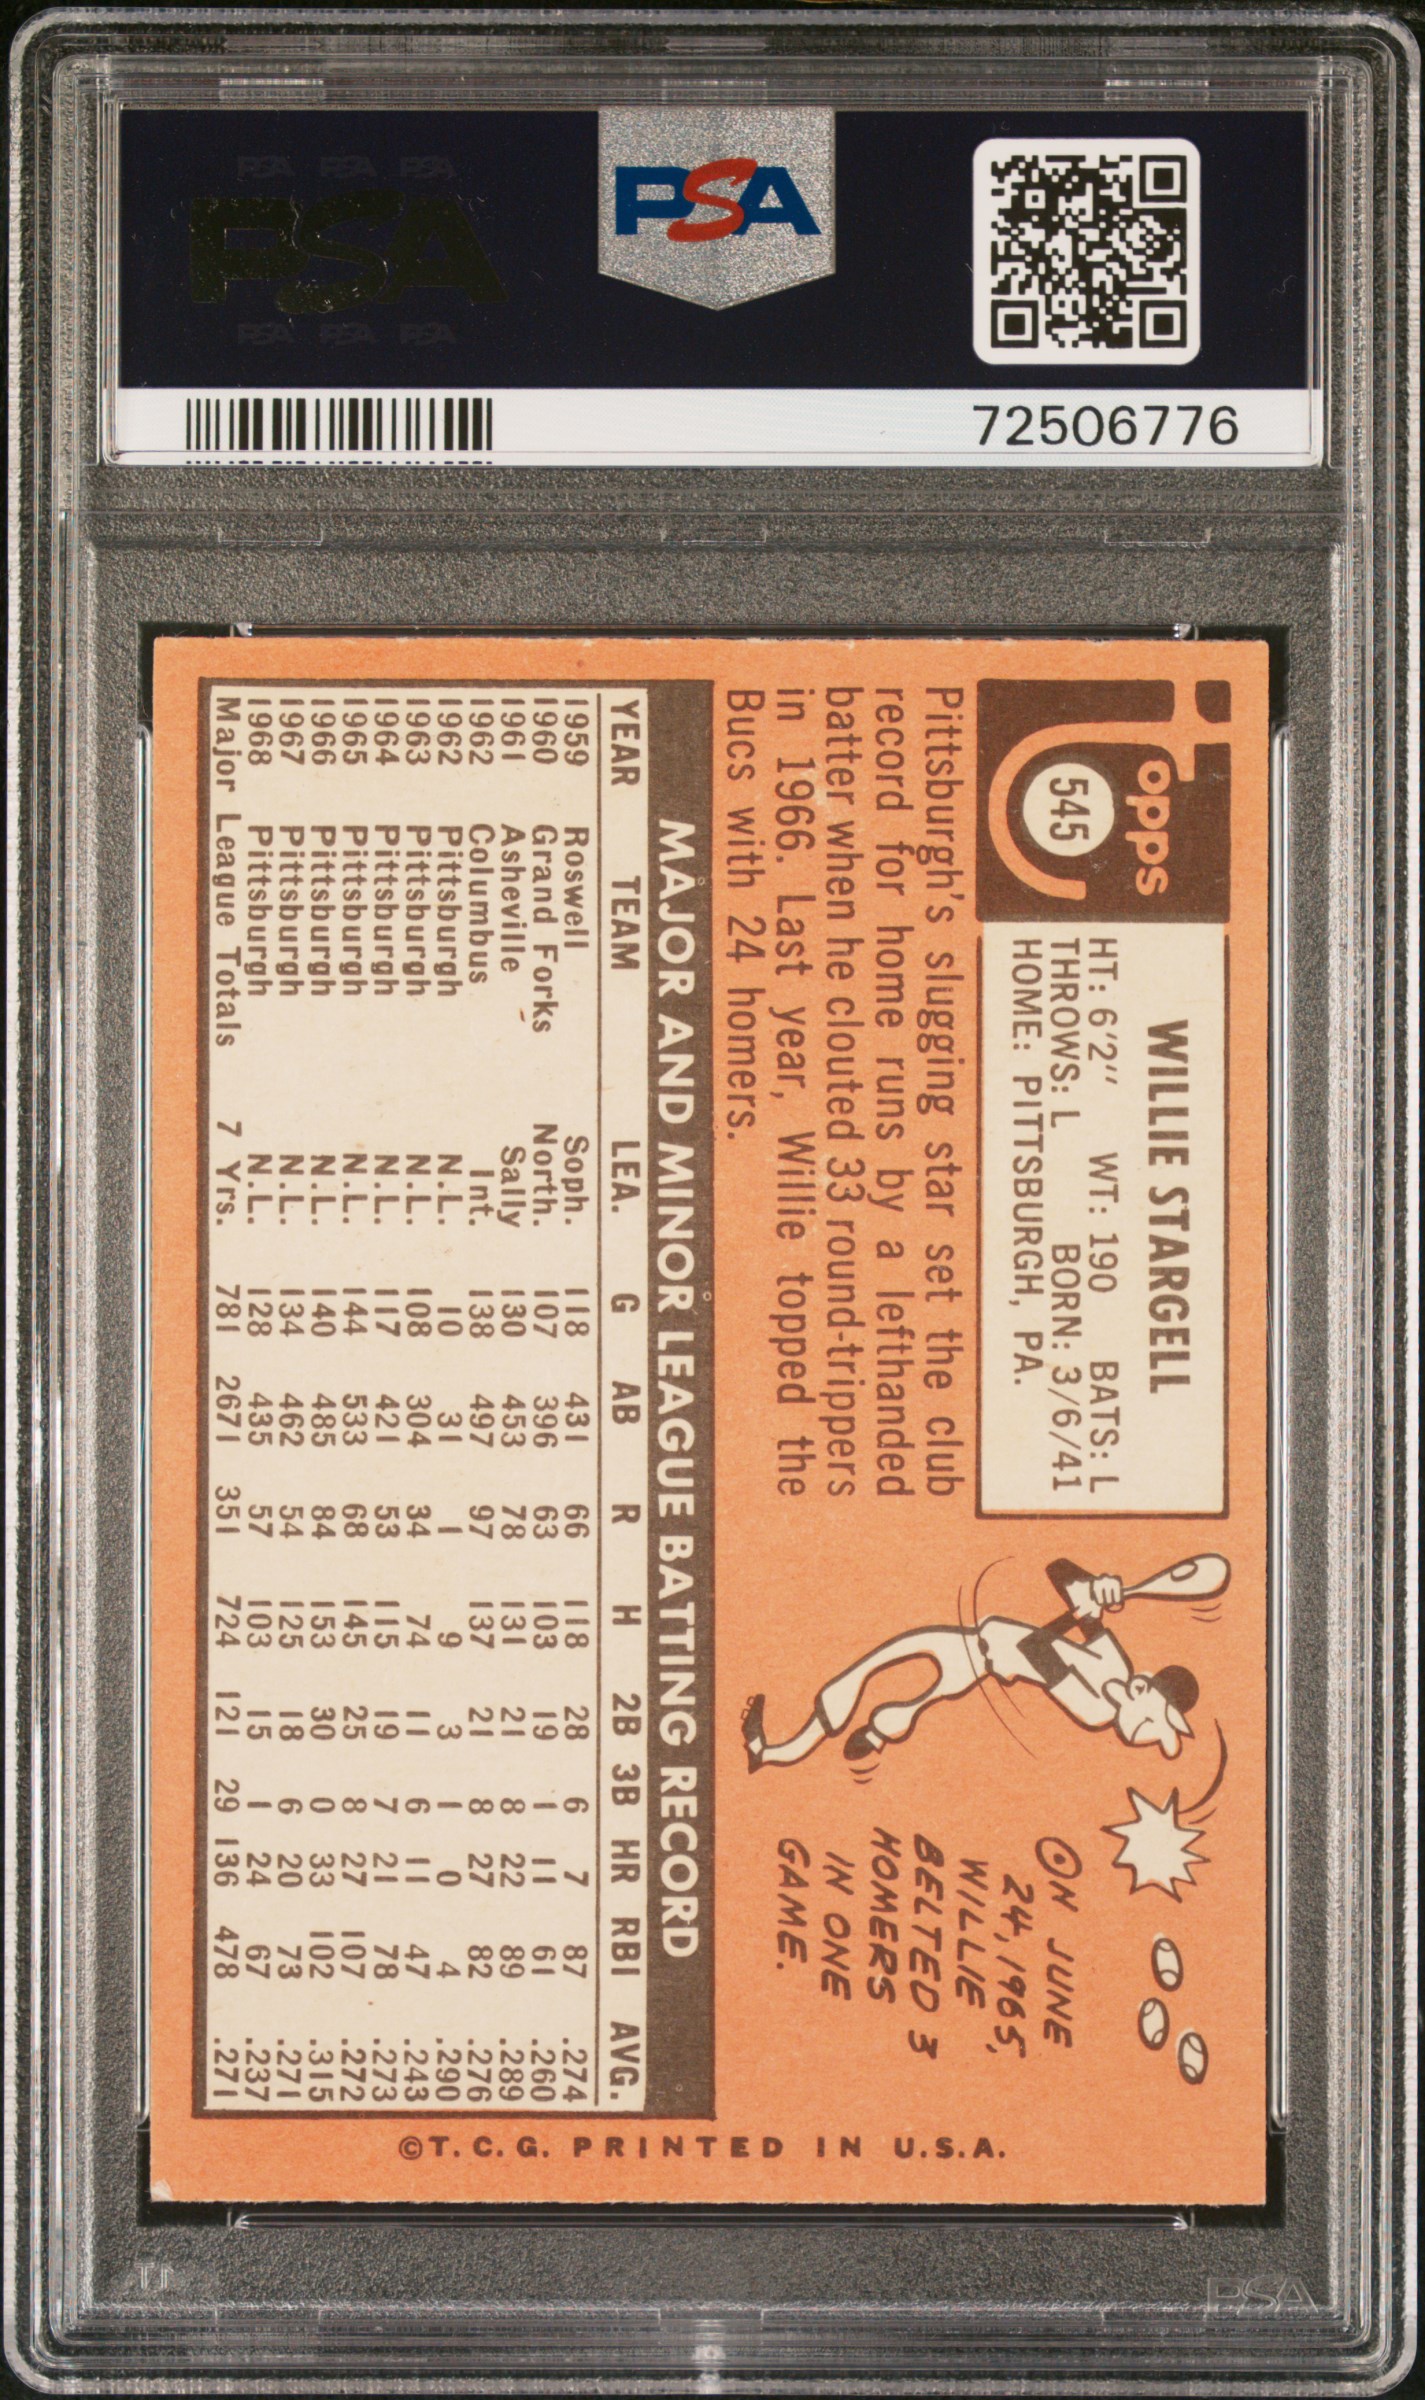 PSA PSA PSA
PSA
PSA PSA PSA
PSA
72506776
Topps
545
WILLIE STARGELL
HT: 6'2" WT: 190 BATS: L
THROWS: L BORN: 3/6/41
HOME: PITTSBURGH, PA.
Pittsburgh's slugging star set the club
record for home runs by a lefthanded
batter when he clouted 33 round-trippers
in 1966. Last year, Willie topped the
Bucs with 24 homers.
ON JUNE
24, 1965,
WILLIE
BELTED 3
HOMERS
IN ONE
GAME.
MAJOR AND MINOR LEAGUE BATTING RECORD
YEAR TEAM LEA. G AB R H 2B 3B HR RBI AVG.
1959 Roswell Soph. 118 431 66 118 28 6 7 87 .274
1960 Grand Forks North. 107 396 63 103 19 1 11 61 .260
1961 Asheville Sally 130 453 78 131 21 8 22 89 .289
1962 Columbus Int. 138 497 97 137 21 8 27 82 .276
1962 Pittsburgh N.L. 10 31 1 9 3 1 0 4 .290
1963 Pittsburgh N.L. 108 304 34 74 11 6 11 47 .243
1964 Pittsburgh N.L. 117 421 53 115 19 7 21 78 .273
1965 Pittsburgh N.L. 144 533 68 145 25 8 27 107 .272
1966 Pittsburgh N.L. 140 485 84 153 30 0 33 102 .315
1967 Pittsburgh N.L. 134 462 54 125 18 6 20 73 .271
1968 Pittsburgh N.L. 128 435 57 103 15 1 24 67 .237
Major League Totals 7 Yrs. 781 2671 351 724 121 29 136 478 .271
©T.C.G. PRINTED IN U.S.A.
T1
PSA